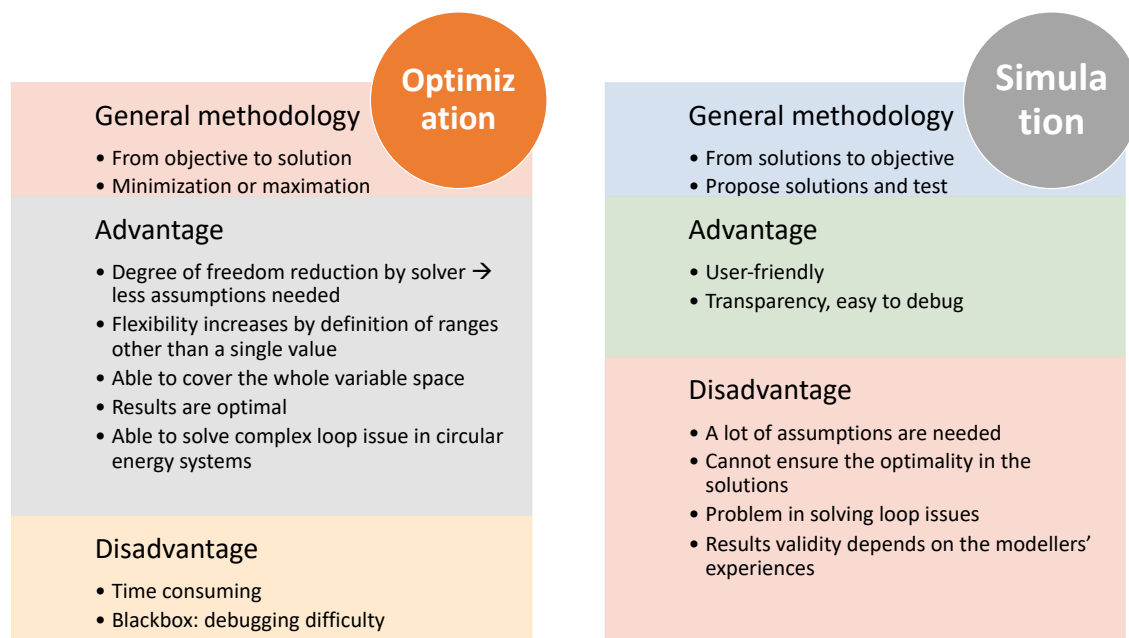 Optimiz
ation
General methodology
• From objective to solution
• Minimization or maximation
Advantage
• Degree of freedom reduction by solver →
less assumptions needed
• Flexibility increases by definition of ranges
other than a single value
• Able to cover the whole variable space
• Results are optimal
• Able to solve complex loop issue in circular
energy systems
Disadvantage
• Time consuming
• Blackbox: debugging difficulty
Simula
tion
General methodology
• From solutions to objective
• Propose solutions and test
Advantage
• User-friendly
• Transparency, easy to debug
Disadvantage
• A lot of assumptions are needed
• Cannot ensure the optimality in the
solutions
• Problem in solving loop issues
• Results validity depends on the modellers’
experiences